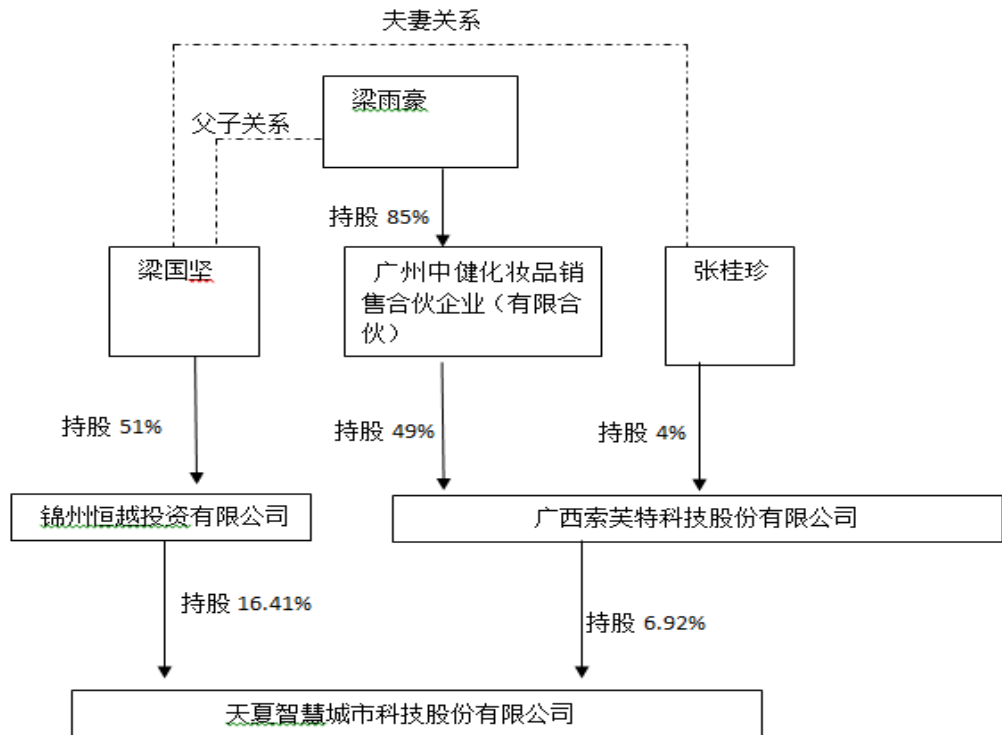 夫妻关系
梁雨豪
父子关系
持股 85%
梁国坚
广州中健化妆品销
售合伙企业（有限合
伙）
张桂珍
持股 51%
持股 49%
持股 4%
锦州恒越投资有限公司
广西索芙特科技股份有限公司
持股 16.41%
持股 6.92%
天夏智慧城市科技股份有限公司